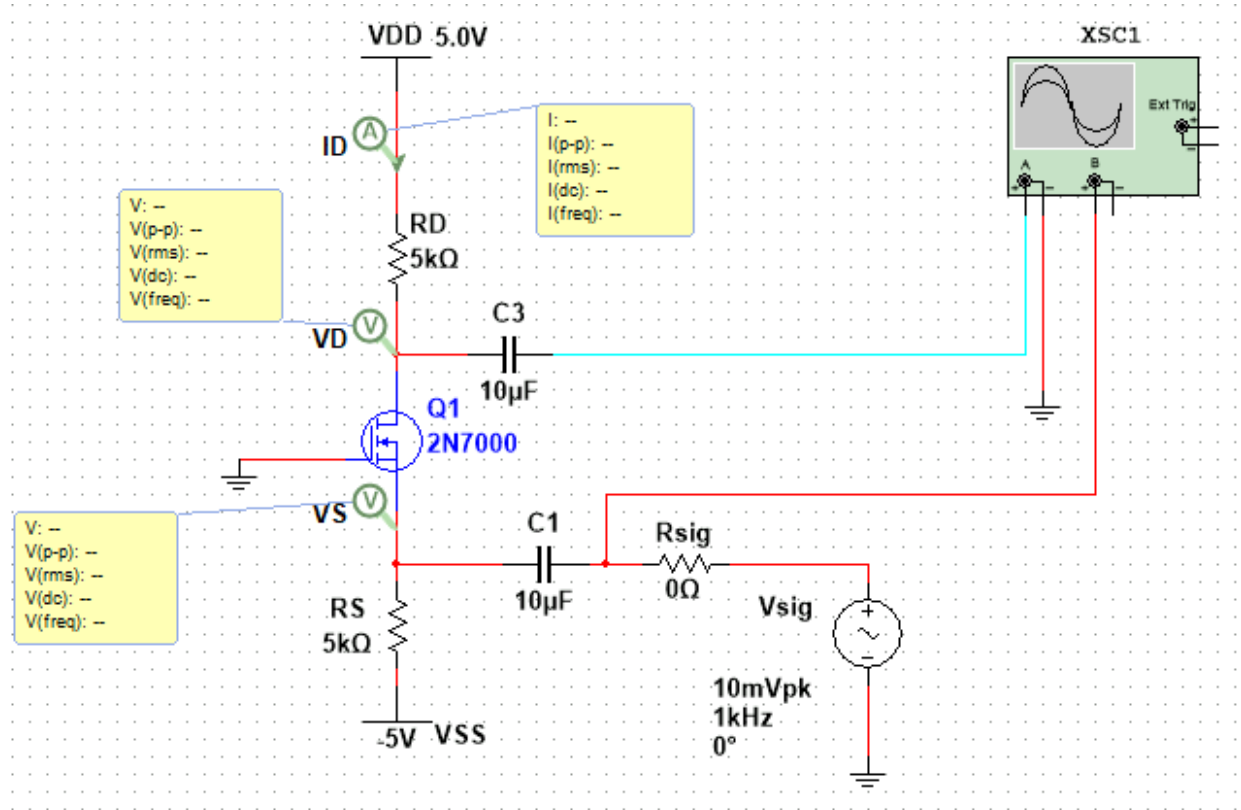 VDD 5.0V
XSC1
Ext Trig
+
−
A
B
+ − + −
ID
A
I: --
I(p-p): --
I(rms): --
I(dc): --
I(freq): --
V: --
V(p-p): --
V(rms): --
V(dc): --
V(freq): --
RD
5kΩ
VD
V
C3
10µF
Q1
2N7000
VS
V
V: --
V(p-p): --
V(rms): --
V(dc): --
V(freq): --
C1
10µF
Rsig
0Ω
RS
5kΩ
Vsig
+
−
10mVpk
1kHz
0°
-5V VSS